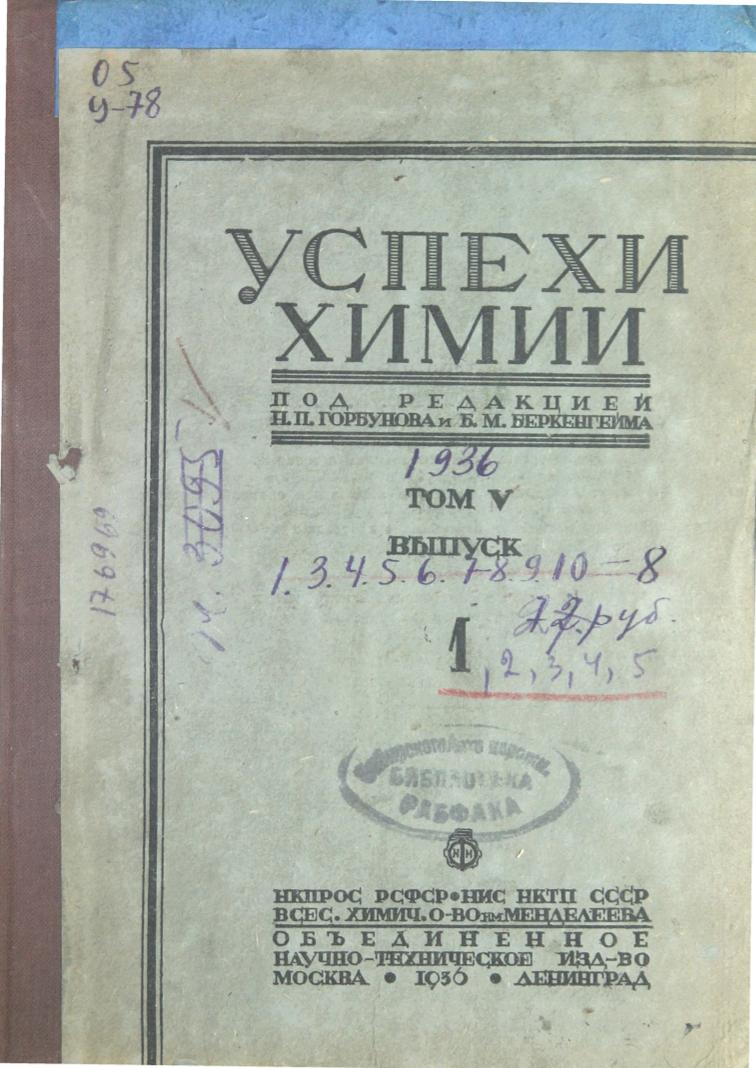 05
У-78
УСПЕХИ
ХИМИИ
ПОД РЕДАКЦИЕЙ
Н. П. ГОРБУНОВА и Б. М. БЕРКЕНГЕЙМА
1936
ТОМ V
ВЫПУСК
1. 3. 4. 5. 6. 7-8. 9. 10 — 8
руб.
1, 2, 3, 4, 5
176969
БИБЛИОТЕКА
РАБФАКА
НКПРОС РСФСР • НИС НКТП СССР
ВСЕС. ХИМИЧ. О-ВО им МЕНДЕЛЕЕВА
ОБЪЕДИНЕННОЕ
НАУЧНО-ТЕХНИЧЕСКОЕ ИЗД-ВО
МОСКВА • 1936 • ЛЕНИНГРАД